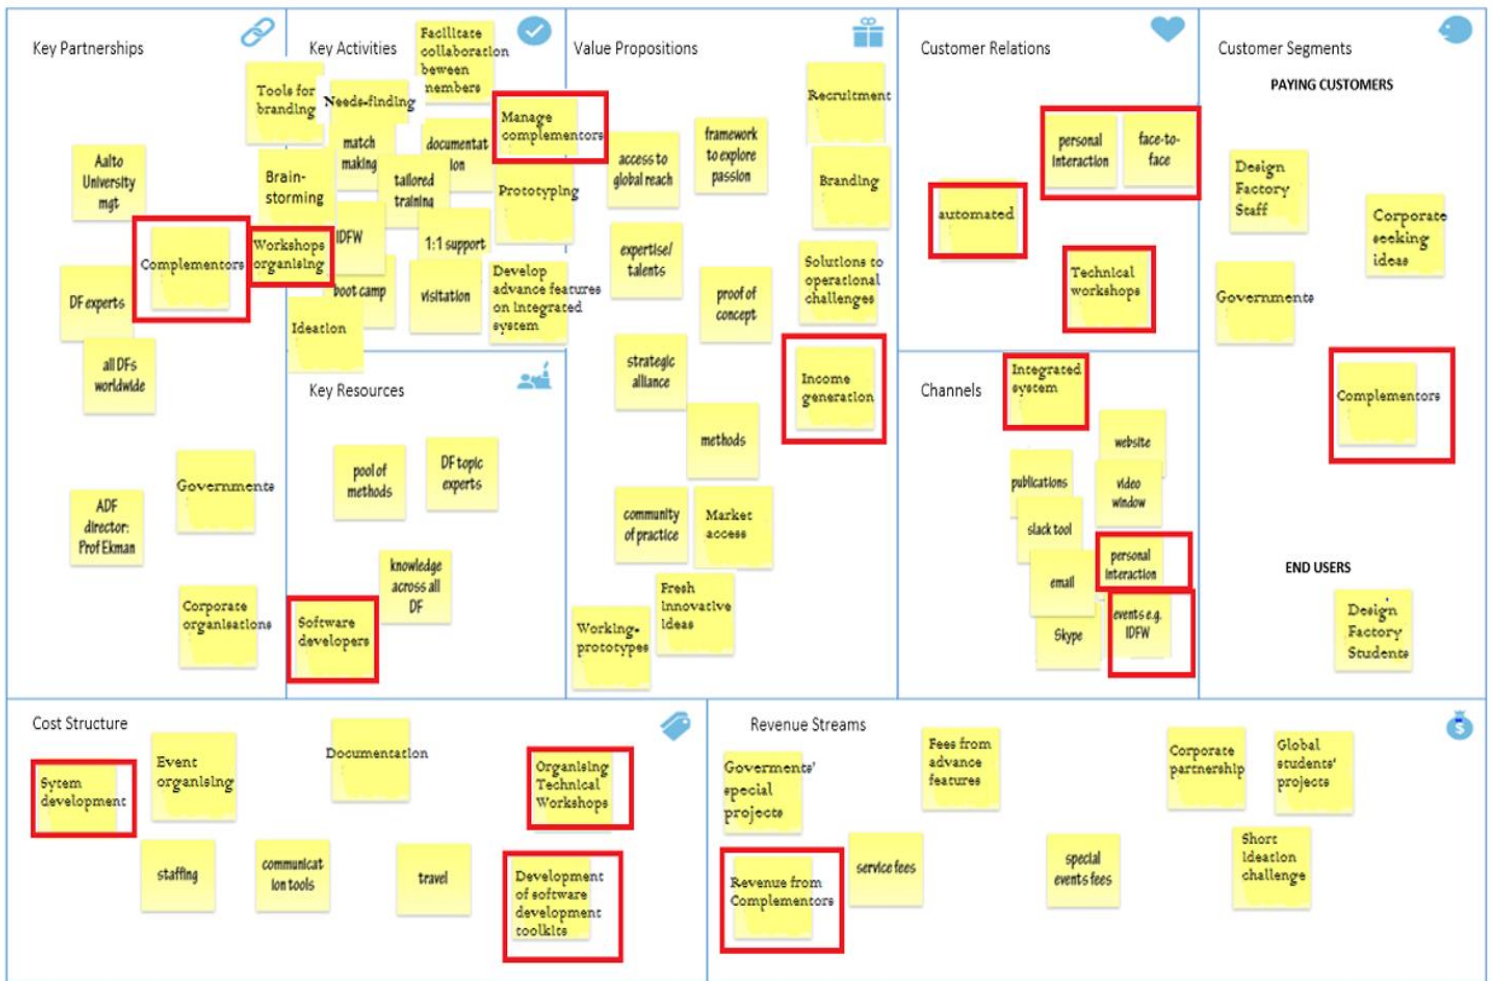 Key Partnerships
Aalto
University
mgt
Complementors
DF experts
all DFs
worldwide
Governments
ADF
director:
Prof Ekman
Corporate
organisations
Key Activities
Facilitate
collaboration
beween
members
Tools for
branding
Needs-finding
Manage
complementors
match
making
documentat
ion
Brain-
storming
tailored
training
Prototyping
Workshops
organising
IDFW
1:1 support
boot camp
visitation
Develop
advance features
on integrated
system
Ideation
Key Resources
pool of
methods
DF topic
experts
knowledge
across all
DF
Software
developers
Value Propositions
Recruitment
access to
global reach
framework
to explore
passion
Branding
expertise/
talents
Solutions to
operational
challenges
proof of
concept
strategic
alliance
Income
generation
methods
community
of practice
Market
access
Fresh
innovative
ideas
Working-
prototypes
Customer Relations
personal
interaction
face-to-
face
automated
Technical
workshops
Channels
Integrated
system
website
publications
video
window
slack tool
personal
interaction
email
events e.g.
IDFW
Skype
Customer Segments
PAYING CUSTOMERS
Design
Factory
Staff
Corporate
seeking
ideas
Governments
Complementors
END USERS
Design
Factory
Students
Cost Structure
Sytem
development
Event
organising
Documentation
Organising
Technical
Workshops
staffing
communicat
ion tools
travel
Development
of software
development
toolkits
Revenue Streams
Goverments'
special
projects
Fees from
advance
features
Corporate
partnership
Global
students'
projects
Revenue from
Complementors
service fees
special
events fees
Short
ideation
challenge
$